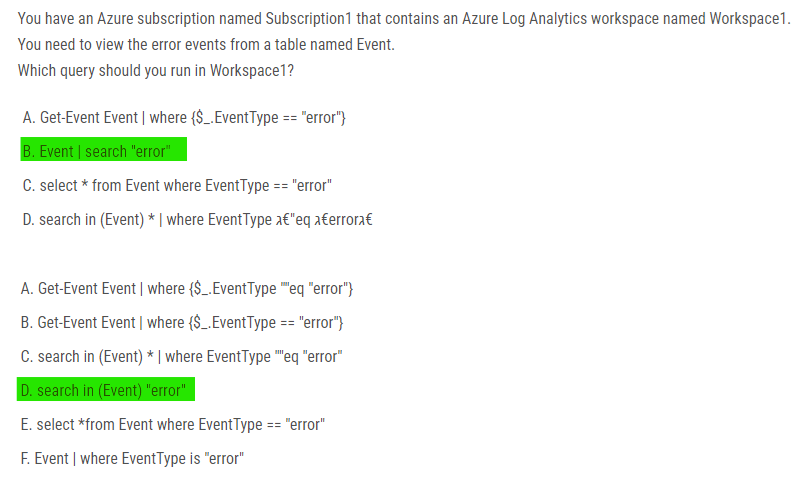 You have an Azure subscription named Subscription1 that contains an Azure Log Analytics workspace named Workspace1.
You need to view the error events from a table named Event.
Which query should you run in Workspace1?
A. Get-Event Event | where {$_.EventType == "error"}
B. Event | search "error"
C. select * from Event where EventType == "error"
D. search in (Event) * | where EventType גא€"eq ג€errorג€
A. Get-Event Event | where {$_.EventType ""eq "error"}
B. Get-Event Event | where {$_.EventType == "error"}
C. search in (Event) * | where EventType ""eq "error"
D. search in (Event) "error"
E. select *from Event where EventType == "error"
F. Event | where EventType is "error"